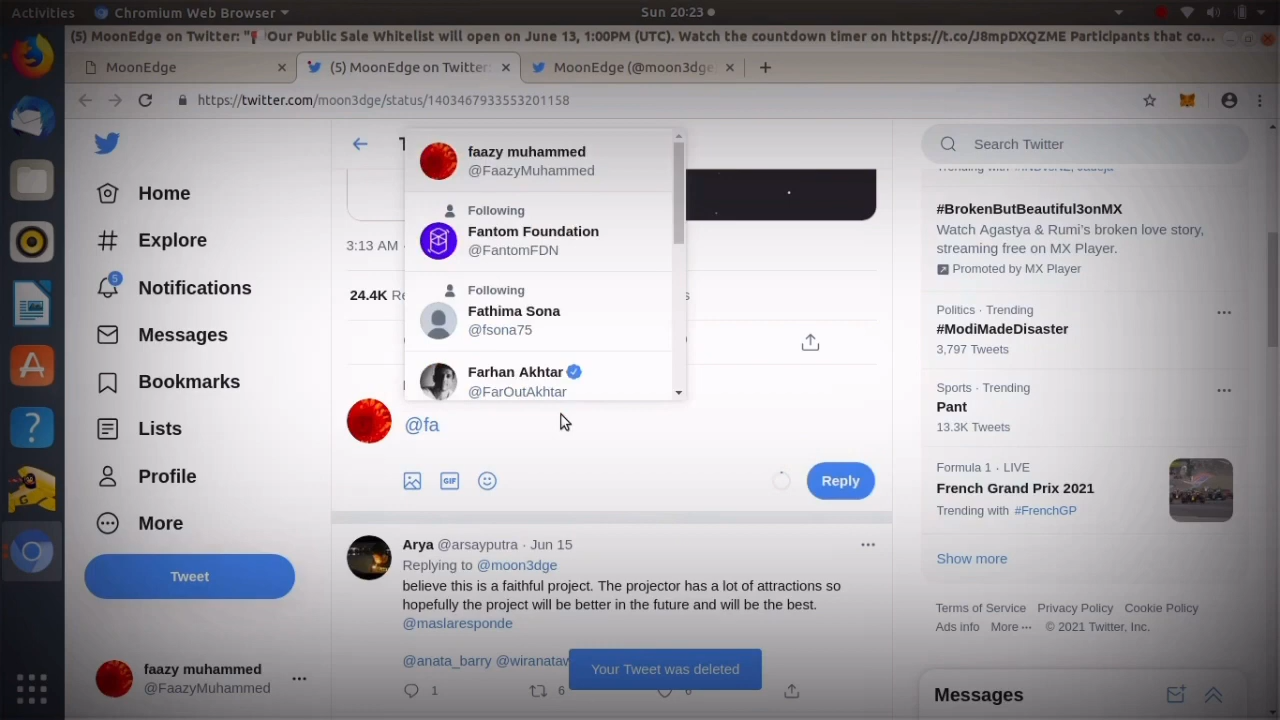 Activities
Chromium Web Browser
Sun 20:23
(5) MoonEdge on Twitter: "📢 Our Public Sale Whitelist will open on June 13, 1:00PM (UTC). Watch the countdown timer on https://t.co/J8mpDXQZME Participants that co...
MoonEdge
(5) MoonEdge on Twitter:
MoonEdge (@moon3dge
https://twitter.com/moon3dge/status/1403467933553201158
Home
Explore
5
Notifications
Messages
Bookmarks
Lists
Profile
More
Tweet
faazy muhammed
@FaazyMuhammed
T
faazy muhammed
@FaazyMuhammed
Following
Fantom Foundation
@FantomFDN
Following
Fathima Sona
@fsona75
Farhan Akhtar
@FarOutAkhtar
3:13 AM
24.4K Re
s
@fa
GIF
Reply
Arya @arsayputra · Jun 15
Replying to @moon3dge
believe this is a faithful project. The projector has a lot of attractions so
hopefully the project will be better in the future and will be the best.
@maslaresponde
@anata_barry @wiranataw
1
6
6
Your Tweet was deleted
Search Twitter
#BrokenButBeautiful3onMX
Watch Agastya & Rumi's broken love story,
streaming free on MX Player.
Promoted by MX Player
Politics · Trending
#ModiMadeDisaster
3,797 Tweets
Sports · Trending
Pant
13.3K Tweets
Formula 1 · LIVE
French Grand Prix 2021
Trending with #FrenchGP
Show more
Terms of Service Privacy Policy Cookie Policy
Ads info More ··· © 2021 Twitter, Inc.
Messages